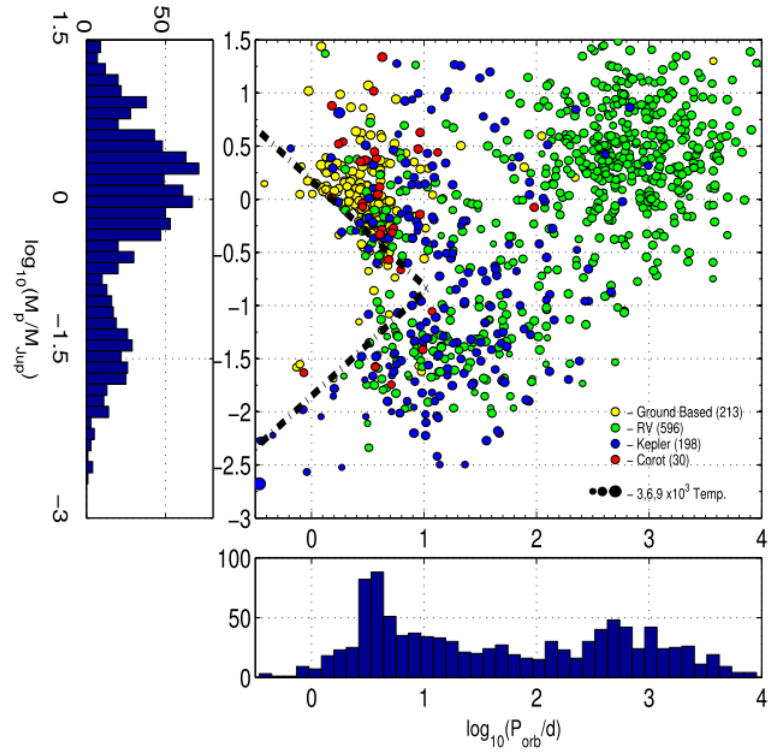 0
50
1.5
0
−1.5
−3
log10(Mp/MJup)
1.5
1
0.5
0
−0.5
−1
−1.5
−2
−2.5
−3
− Ground Based (213)
− RV (596)
− Kepler (198)
− Corot (30)
− 3,6,9 x10³ Temp.
0 1 2 3 4
100
50
0
0 1 2 3 4
log10(Porb/d)